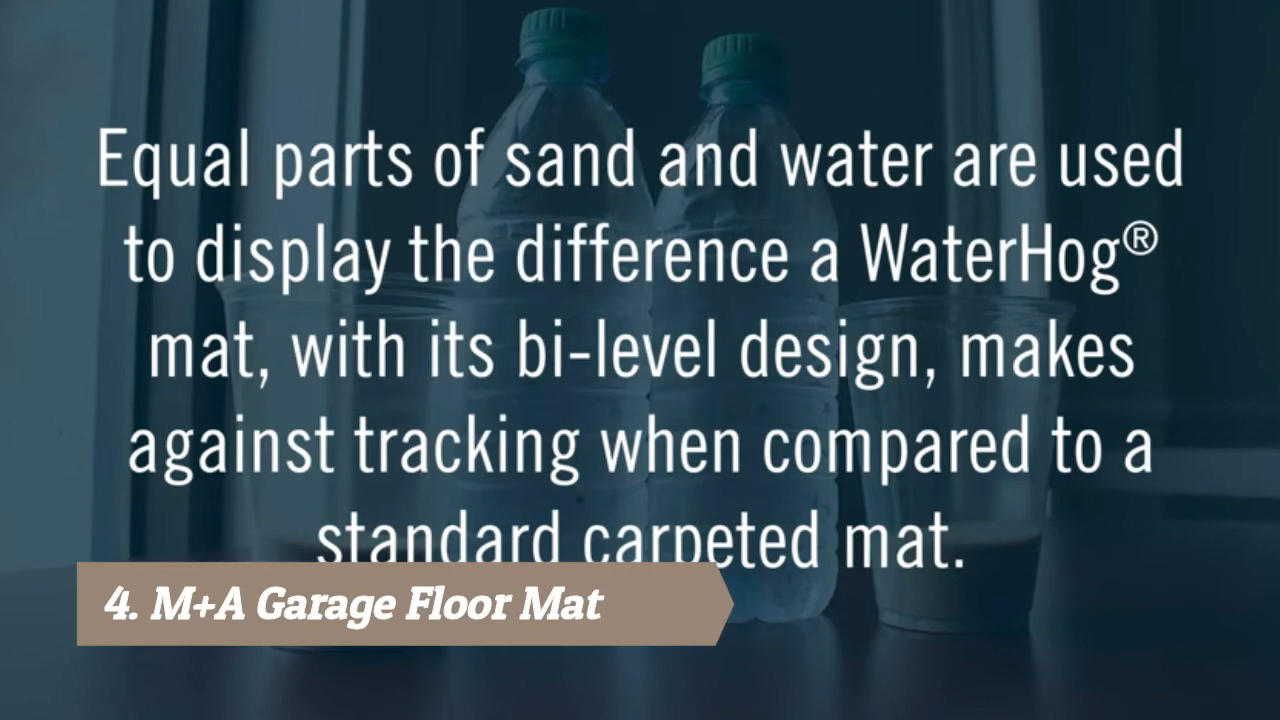 Equal parts of sand and water are used
to display the difference a WaterHog®
mat, with its bi-level design, makes
against tracking when compared to a
standard carpeted mat.
4. M+A Garage Floor Mat